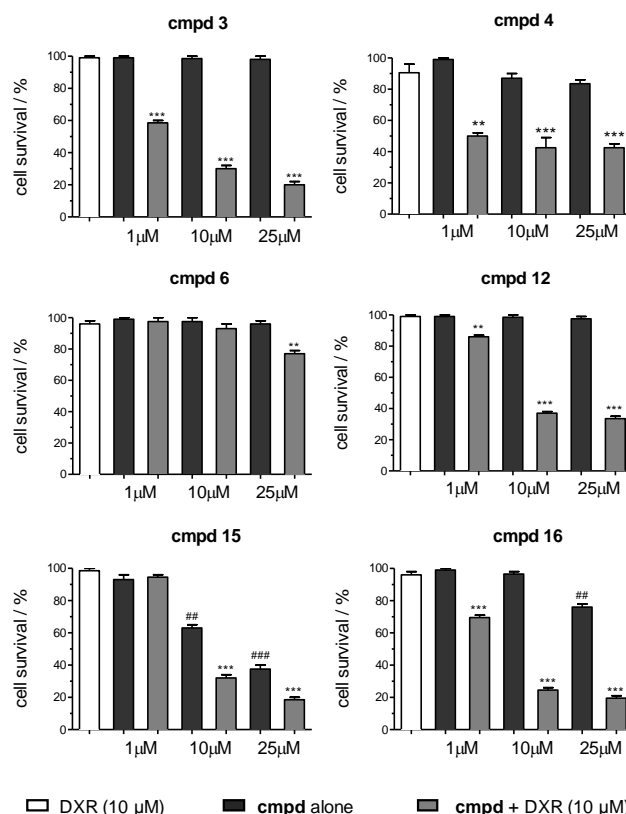 cmpd 3
cell survival / %
100
80
60
40
20
0
***
***
***
1μM 10μM 25μM
cmpd 4
cell survival / %
100
80
60
40
20
0
**
***
***
1μM 10μM 25μM
cmpd 6
cell survival / %
100
80
60
40
20
0
**
1μM 10μM 25μM
cmpd 12
cell survival / %
100
80
60
40
20
0
**
***
***
1μM 10μM 25μM
cmpd 15
cell survival / %
100
80
60
40
20
0
##
***
###
***
1μM 10μM 25μM
cmpd 16
cell survival / %
100
80
60
40
20
0
***
***
##
***
1μM 10μM 25μM
DXR (10 μM) cmpd alone cmpd + DXR (10 μM)